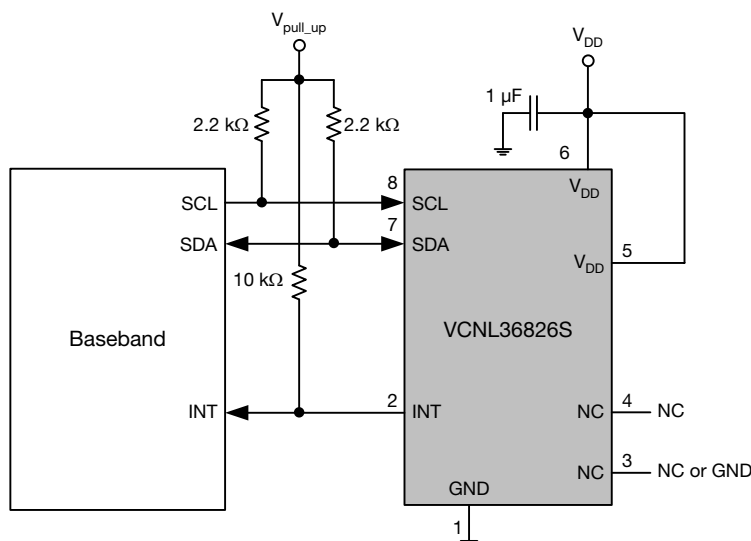 V_pull_up
V_DD
1 µF
2.2 kΩ
2.2 kΩ
6
8
V_DD
SCL
SCL
7
SDA
SDA
V_DD
5
10 kΩ
VCNL36826S
Baseband
INT
2
INT
NC
4
NC
NC
3
NC or GND
GND
1